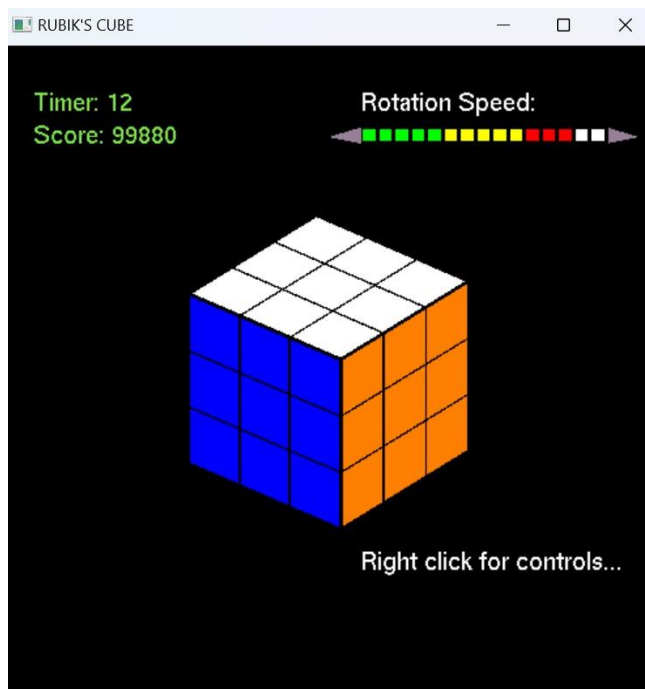 RUBIK'S CUBE
Timer: 12
Score: 99880
Rotation Speed:
Right click for controls...